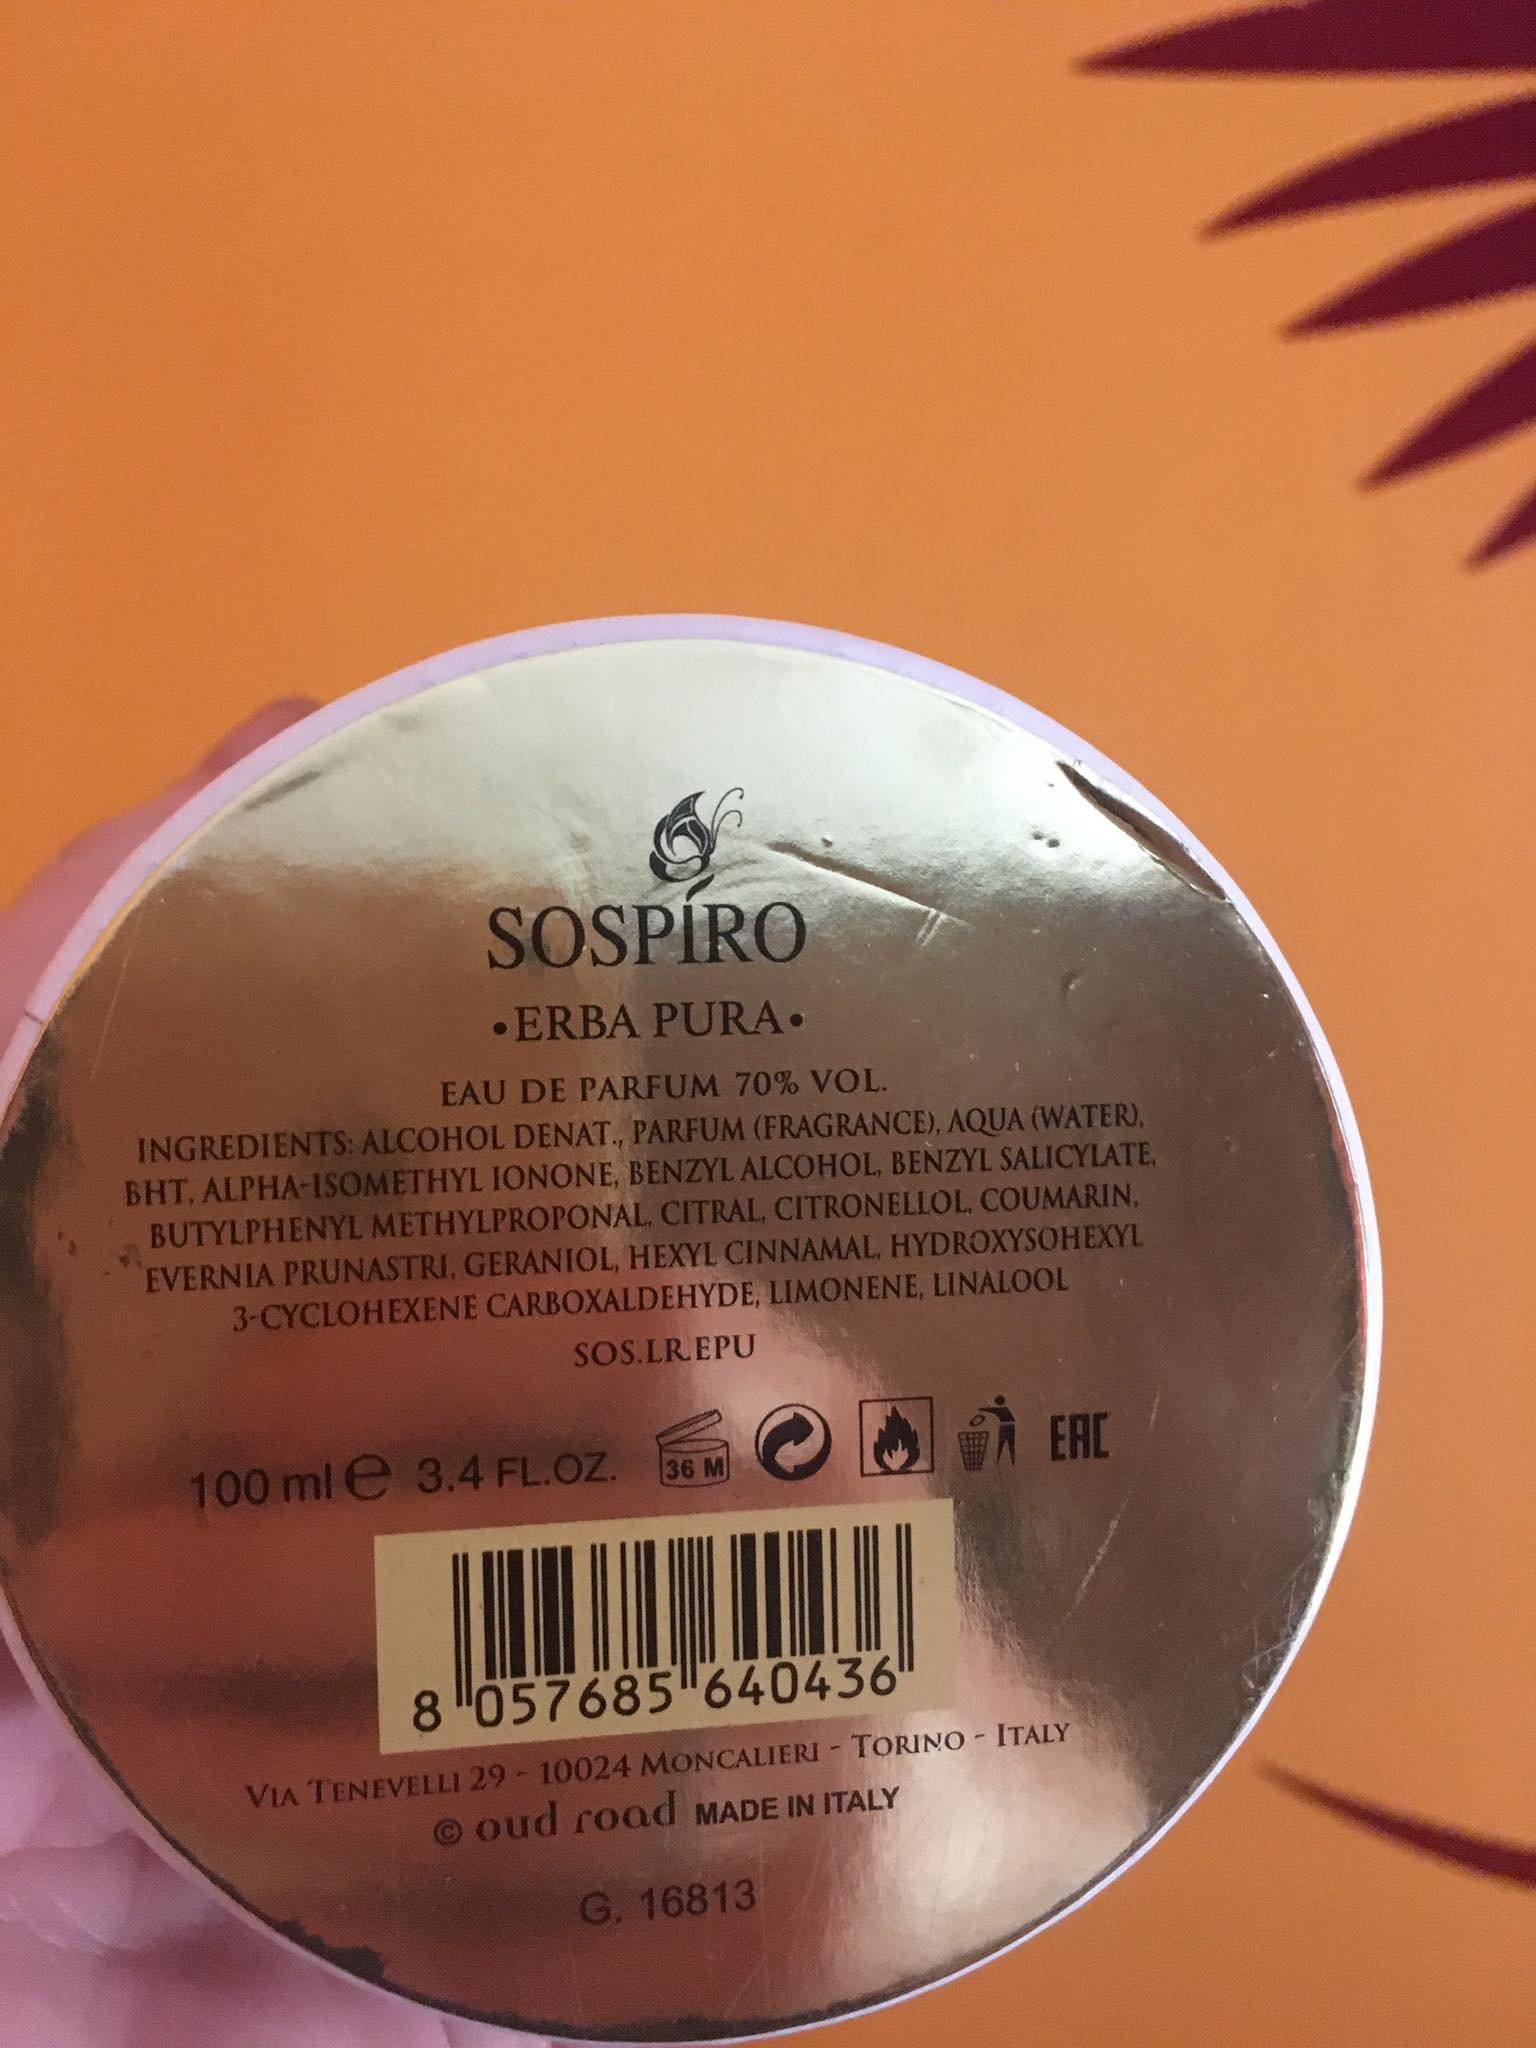 SOSPÍRO
•ERBA PURA•
EAU DE PARFUM 70% VOL.
INGREDIENTS: ALCOHOL DENAT., PARFUM (FRAGRANCE), AQUA (WATER),
BHT, ALPHA-ISOMETHYL IONONE, BENZYL ALCOHOL, BENZYL SALICYLATE,
BUTYLPHENYL METHYLPROPONAL, CITRAL, CITRONELLOL, COUMARIN,
EVERNIA PRUNASTRI, GERANIOL, HEXYL CINNAMAL, HYDROXYSOHEXYL
3-CYCLOHEXENE CARBOXALDEHYDE, LIMONENE, LINALOOL
SOS.LR.EPU
100 ml e 3.4 FL.OZ. 36 M EAC
8 057685 640436
VIA TENEVELLI 29 - 10024 MONCALIERI - TORINO - ITALY
© oud road MADE IN ITALY
G. 16813